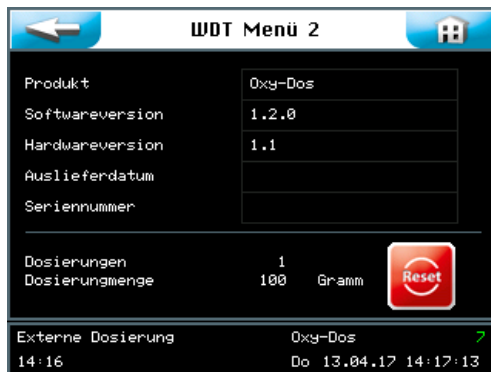 WDT Menü 2
Produkt Oxy-Dos
Softwareversion 1.2.0
Hardwareversion 1.1
Auslieferdatum
Seriennummer
Dosierungen 1
Dosierungmenge 100 Gramm
Reset
Externe Dosierung Oxy-Dos 7
14:16 Do 13.04.17 14:17:13